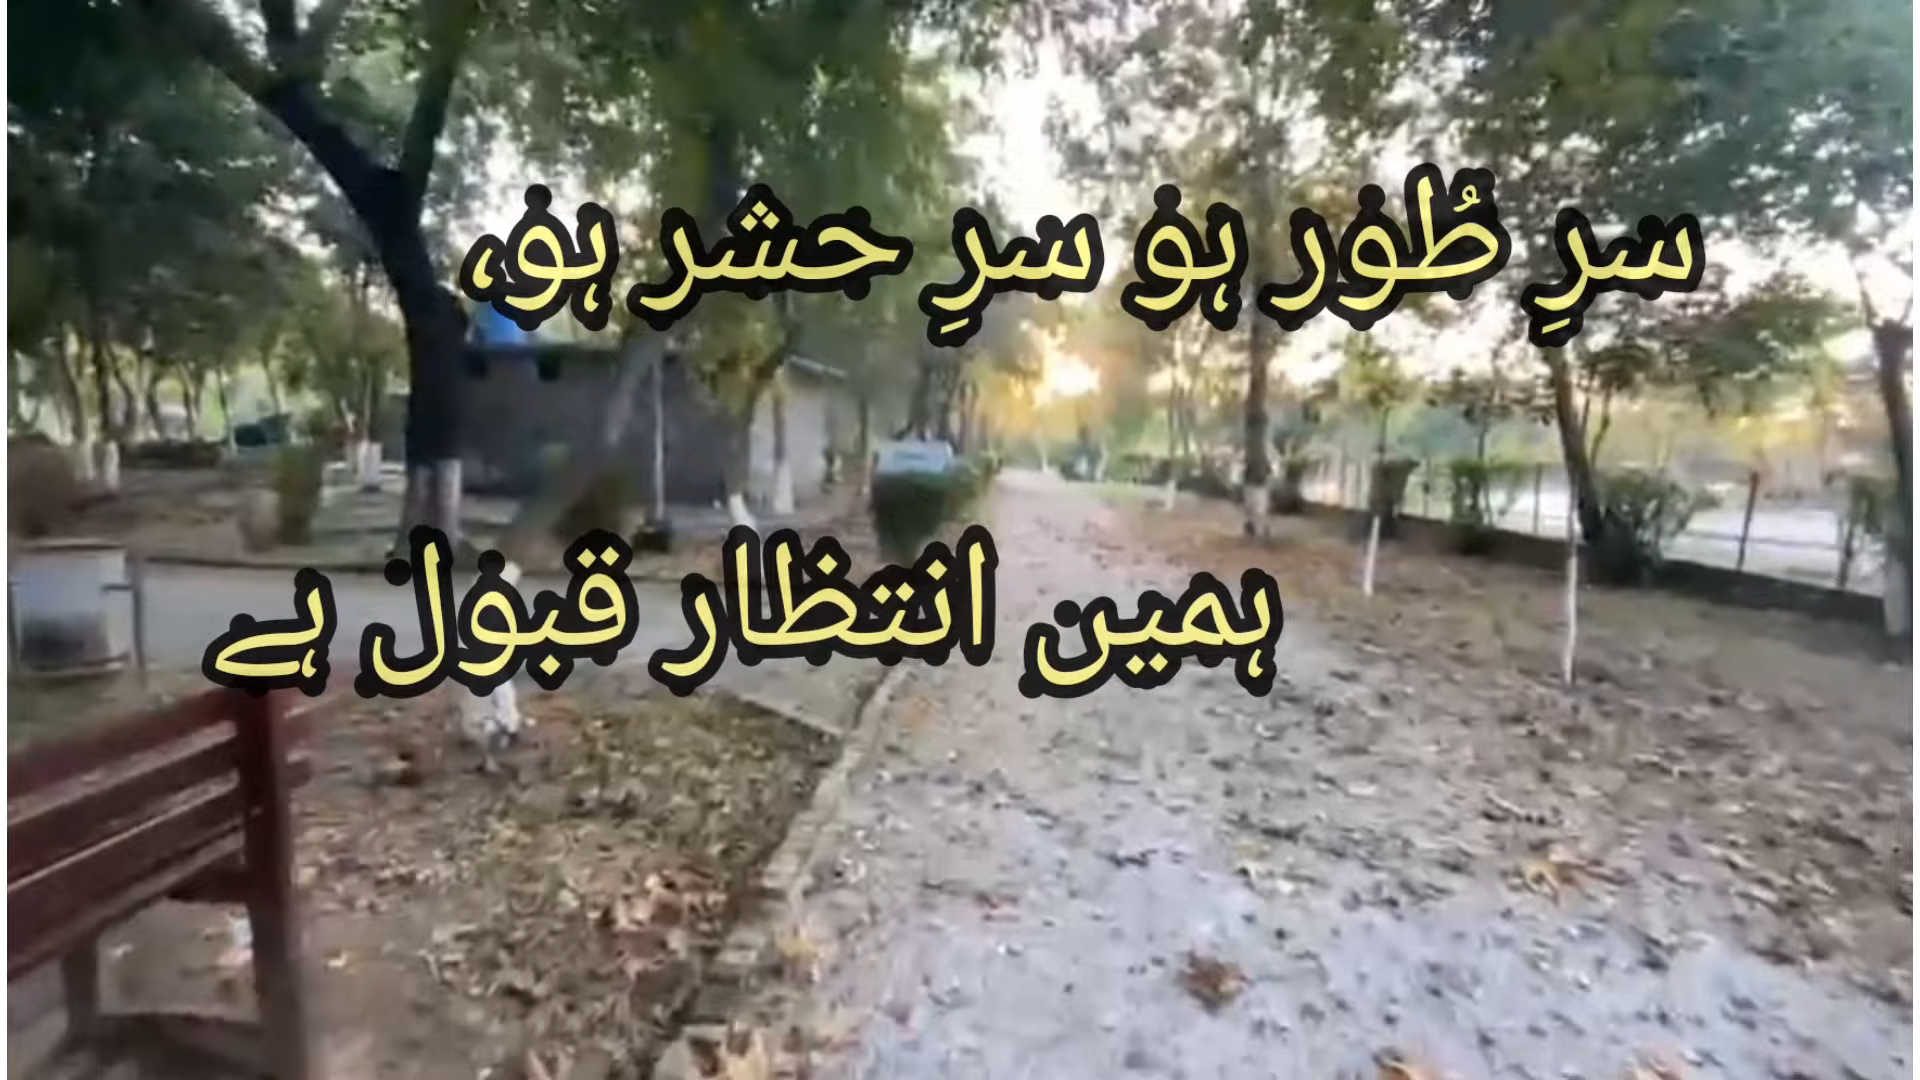 سرِ طُور ہو سرِ حشر ہو،
ہمیں انتظار قبول ہے